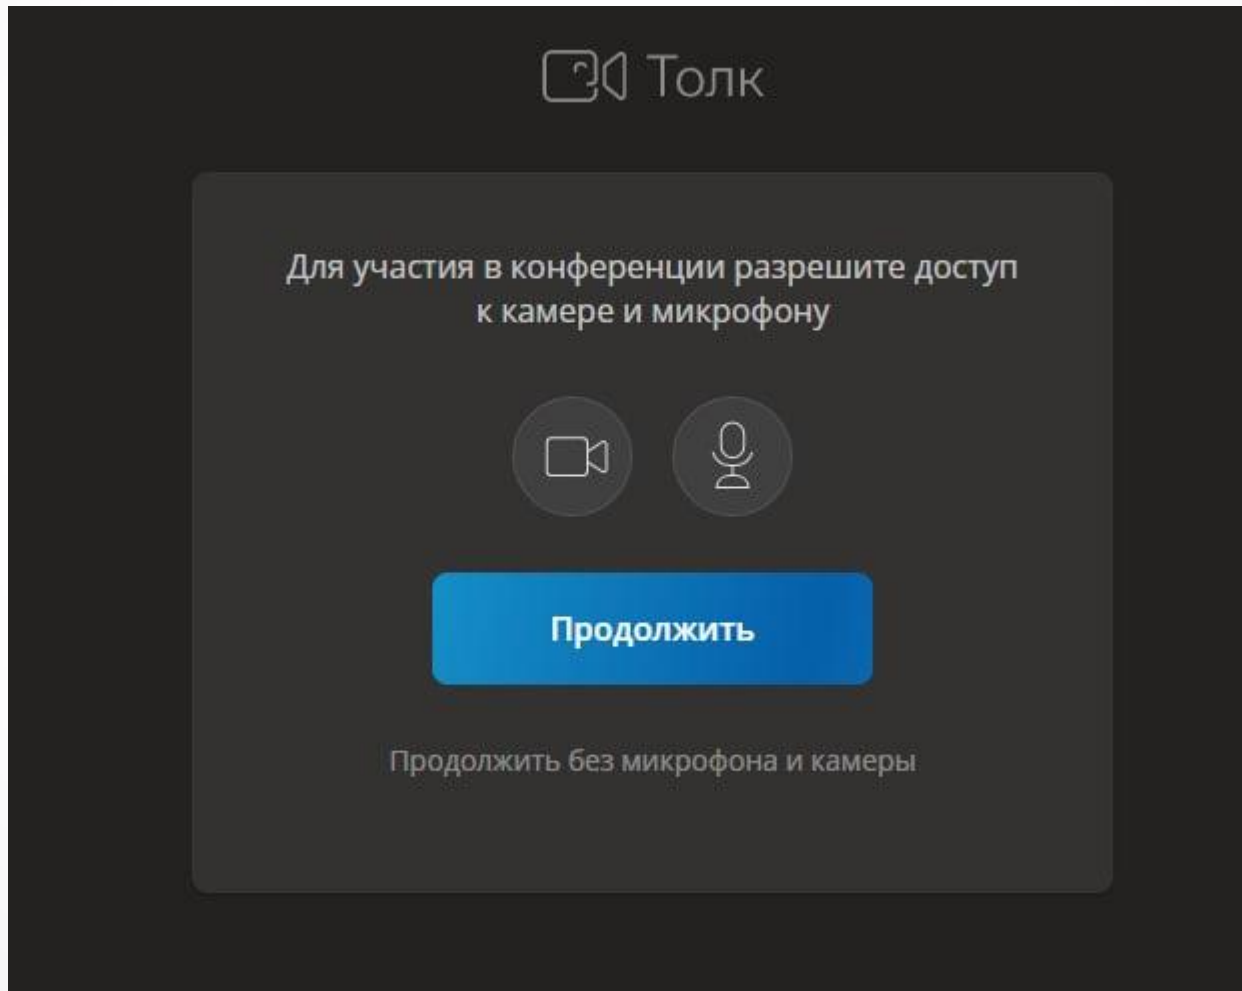 Толк
Для участия в конференции разрешите доступ
к камере и микрофону
Продолжить
Продолжить без микрофона и камеры